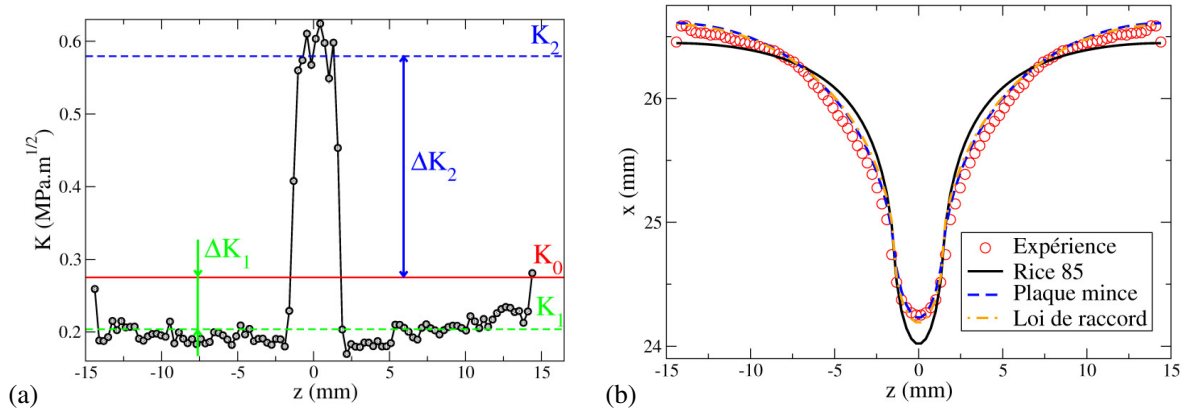 0.6
0.5
0.4
0.3
0.2
K (MPa.m^{1/2})
K₂
ΔK₂
ΔK₁
K₀
K₁
-15 -10 -5 0 5 10 15
z (mm)
(a)
26
25
24
x (mm)
Expérience
Rice 85
Plaque mince
Loi de raccord
-15 -10 -5 0 5 10 15
z (mm)
(b)